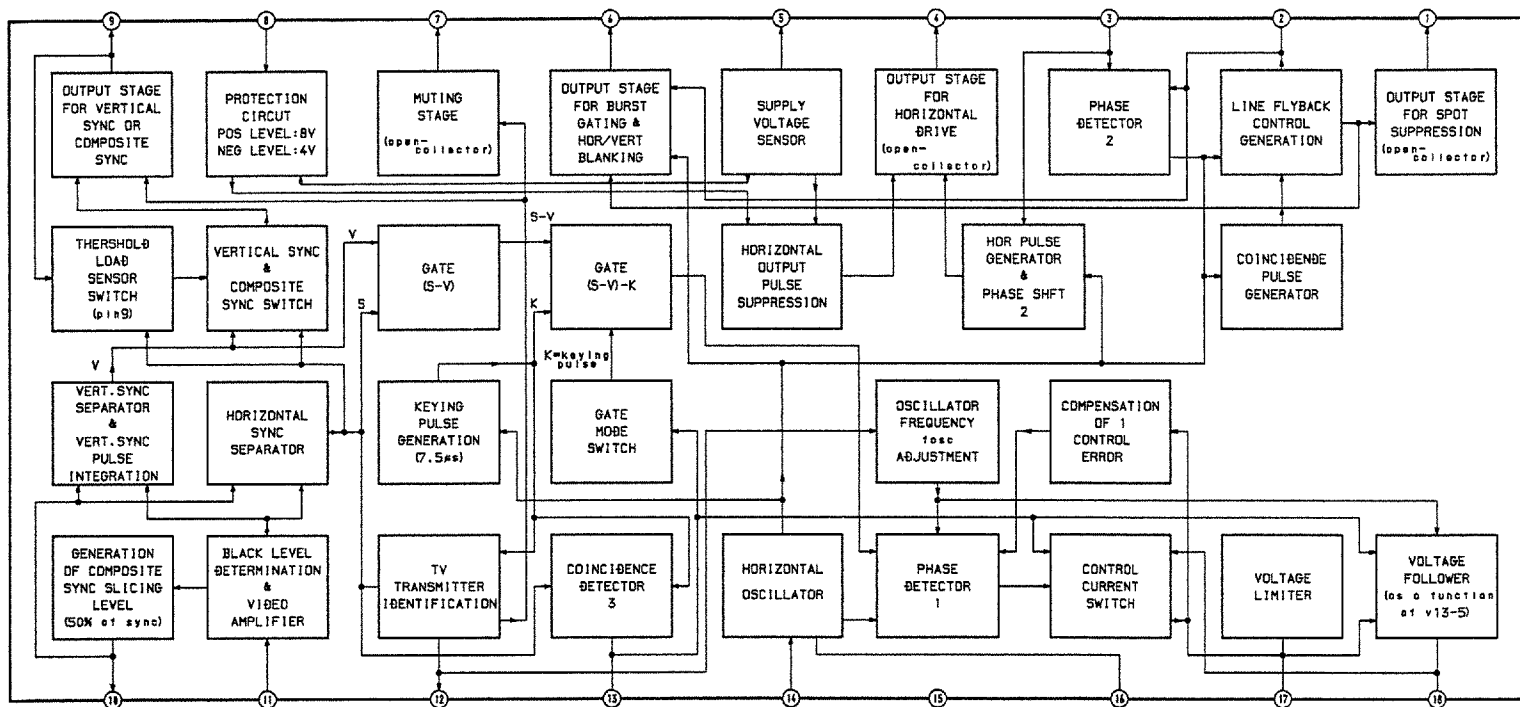 9 8 7 6 5 4 3 2 1
OUTPUT STAGE
FOR VERTICAL
SYNC OR
COMPOSITE
SYNC
PROTECTION
CIRCUT
POS LEVEL:8V
NEG LEVEL:4V
MUTING
STAGE
(open-
collector)
OUTPUT STAGE
FOR BURST
GATING &
HOR/VERT
BLANKING
SUPPLY
VOLTAGE
SENSOR
OUTPUT STAGE
FOR
HORIZONTAL
DRIVE
(open-
collector)
PHASE
DETECTOR
2
LINE FLYBACK
CONTROL
GENERATION
OUTPUT STAGE
FOR SPOT
SUPPRESSION
(open-
collector)
THERSHOLD
LOAD
SENSOR
SWITCH
(pin9)
VERTICAL SYNC
&
COMPOSITE
SYNC SWITCH
V
S
GATE
(S-V)
S-V
K
GATE
(S-V)-K
HORIZONTAL
OUTPUT
PULSE
SUPPRESSION
HOR PULSE
GENERATOR
&
PHASE SHFT
2
COINCIDENDE
PULSE
GENERATOR
V
K=keying
pulse
VERT.SYNC
SEPARATOR
&
VERT.SYNC
PULSE
INTEGRATION
HORIZONTAL
SYNC
SEPARATOR
KEYING
PULSE
GENERATION
(7.5µs)
GATE
MODE
SWITCH
OSCILLATOR
FREQUENCY
fosc
ADJUSTMENT
COMPENSATION
OF 1
CONTROL
ERROR
GENERATION
OF COMPOSITE
SYNC SLICING
LEVEL
(50% of sync)
BLACK LEVEL
DETERMINATION
&
VIDEO
AMPLIFIER
TV
TRANSMITTER
IDENTIFICATION
COINCIDENCE
DETECTOR
3
HORIZONTAL
OSCILLATOR
PHASE
DETECTOR
1
CONTROL
CURRENT
SWITCH
VOLTAGE
LIMITER
VOLTAGE
FOLLOWER
(as a function
of v13-5)
10 11 12 13 14 15 16 17 18